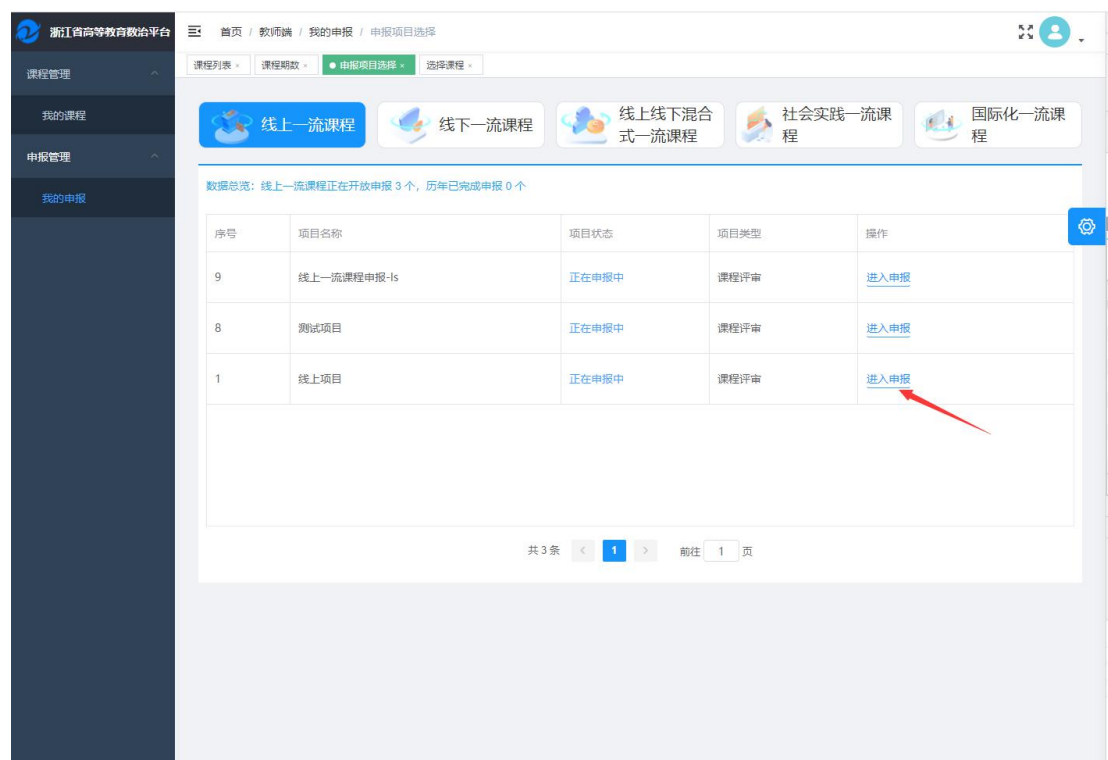 浙江省高等教育数治平台
首页 / 教师端 / 我的申报 / 申报项目选择
课程列表 × 课程期数 × ● 申报项目选择 × 选择课程 ×
课程管理
我的课程
申报管理
我的申报
线上一流课程
线下一流课程
线上线下混合
式一流课程
社会实践一流课
程
国际化一流课
程
数据总览：线上一流课程正在开放申报 3 个，历年已完成申报 0 个
序号 项目名称 项目状态 项目类型 操作
9 线上一流课程申报-ls 正在申报中 课程评审 进入申报
8 测试项目 正在申报中 课程评审 进入申报
1 线上项目 正在申报中 课程评审 进入申报
共 3 条 < 1 > 前往 1 页